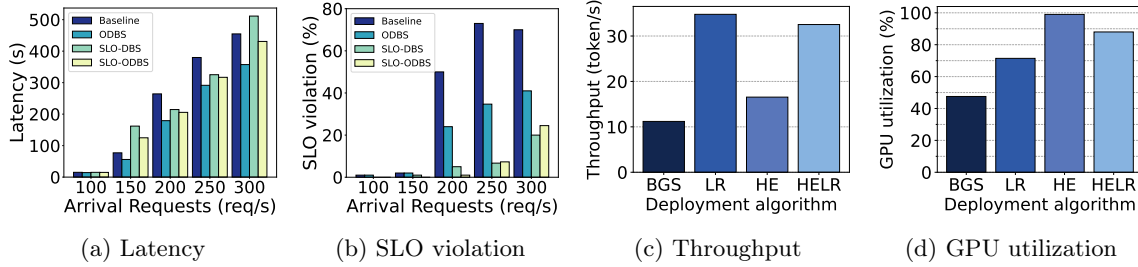 Latency (s)
500
400
300
200
100
0
Baseline
ODBS
SLO-DBS
SLO-ODBS
100 150 200 250 300
Arrival Requests (req/s)
(a) Latency
SLO violation (%)
80
60
40
20
0
Baseline
ODBS
SLO-DBS
SLO-ODBS
100 150 200 250 300
Arrival Requests (req/s)
(b) SLO violation
Throughput (token/s)
30
20
10
0
BGS LR HE HELR
Deployment algorithm
(c) Throughput
GPU utilization (%)
100
80
60
40
20
0
BGS LR HE HELR
Deployment algorithm
(d) GPU utilization